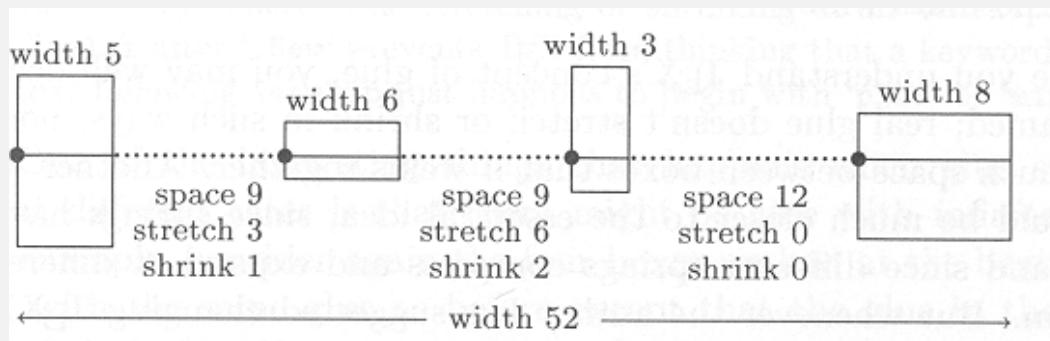 width 5
width 6
width 3
width 8
space 9
stretch 3
shrink 1
space 9
stretch 6
shrink 2
space 12
stretch 0
shrink 0
width 52